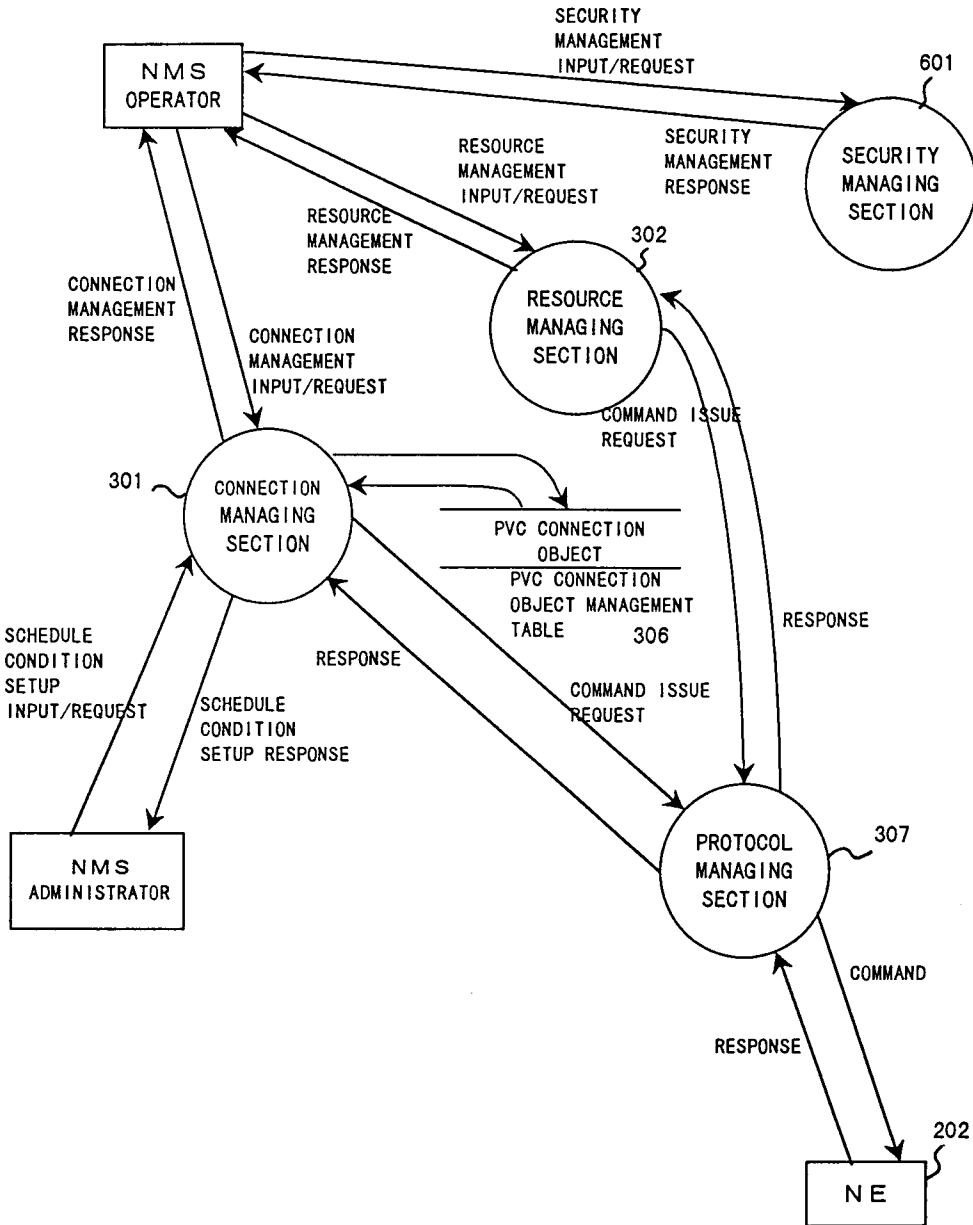 SECURITY
MANAGEMENT
INPUT/REQUEST
NMS
OPERATOR
601
SECURITY
MANAGEMENT
RESPONSE
SECURITY
MANAGING
SECTION
RESOURCE
MANAGEMENT
INPUT/REQUEST
RESOURCE
MANAGEMENT
RESPONSE
302
RESOURCE
MANAGING
SECTION
CONNECTION
MANAGEMENT
RESPONSE
CONNECTION
MANAGEMENT
INPUT/REQUEST
COMMAND ISSUE
REQUEST
301
CONNECTION
MANAGING
SECTION
PVC CONNECTION
OBJECT
PVC CONNECTION
OBJECT MANAGEMENT
TABLE
306
RESPONSE
SCHEDULE
CONDITION
SETUP
INPUT/REQUEST
RESPONSE
COMMAND ISSUE
REQUEST
SCHEDULE
CONDITION
SETUP RESPONSE
NMS
ADMINISTRATOR
PROTOCOL
MANAGING
SECTION
307
COMMAND
RESPONSE
202
NE